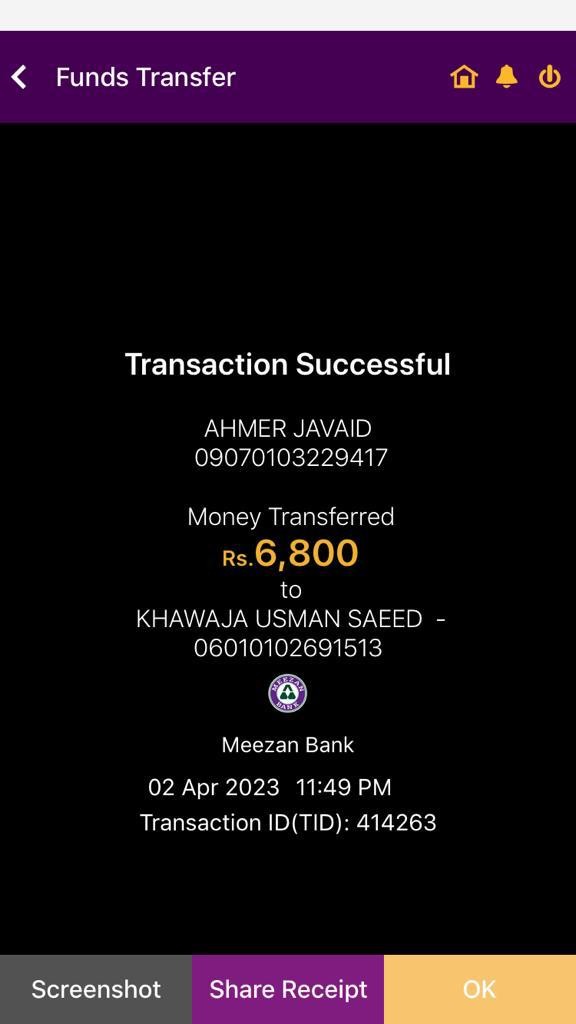 Funds Transfer
Transaction Successful
AHMER JAVAID
09070103229417
Money Transferred
Rs.6,800
to
KHAWAJA USMAN SAEED -
06010102691513
MEEZAN BANK
Meezan Bank
02 Apr 2023 11:49 PM
Transaction ID(TID): 414263
Screenshot Share Receipt OK